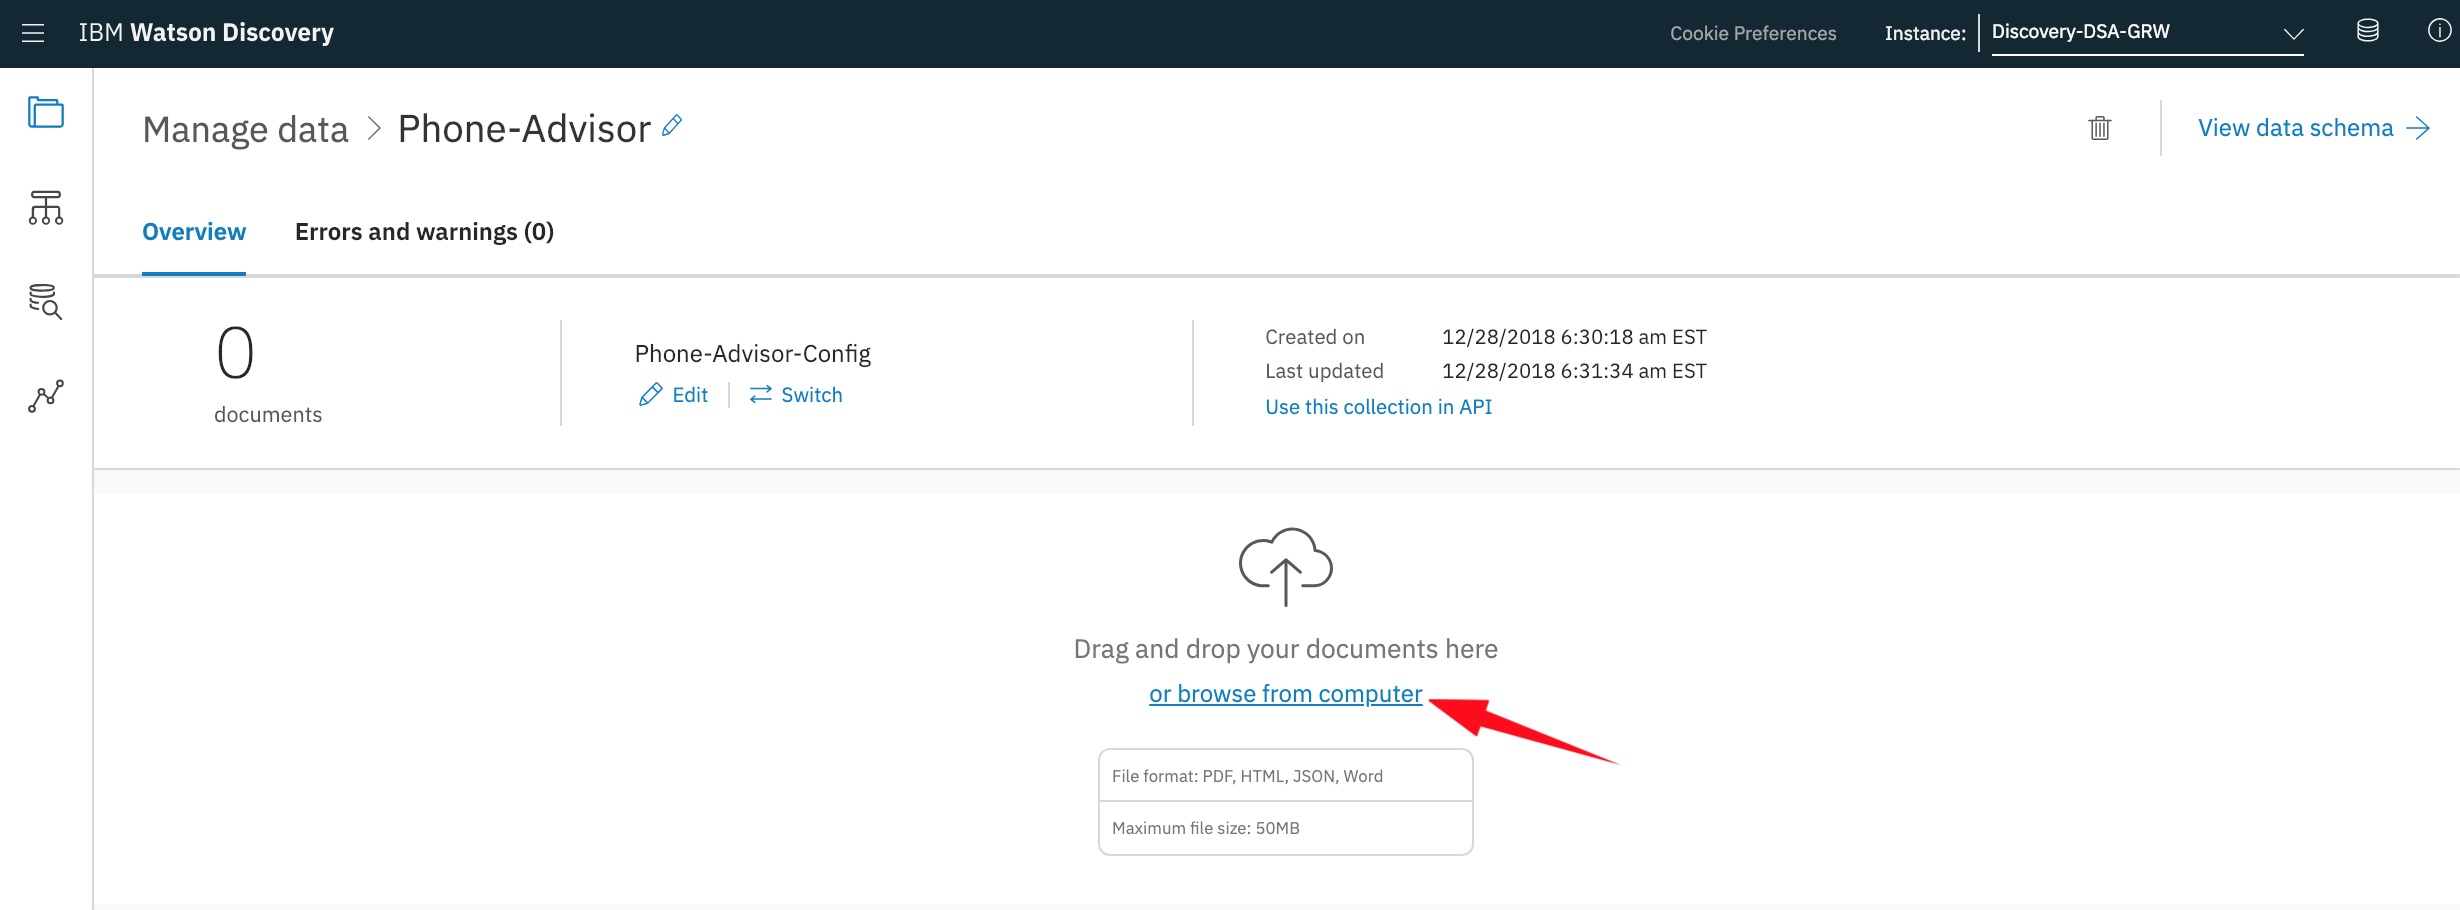 IBM Watson Discovery
Cookie Preferences
Instance:
Discovery-DSA-GRW
Manage data > Phone-Advisor
View data schema
Overview
Errors and warnings (0)
0
documents
Phone-Advisor-Config
Edit
Switch
Created on 12/28/2018 6:30:18 am EST
Last updated 12/28/2018 6:31:34 am EST
Use this collection in API
Drag and drop your documents here
or browse from computer
File format: PDF, HTML, JSON, Word
Maximum file size: 50MB